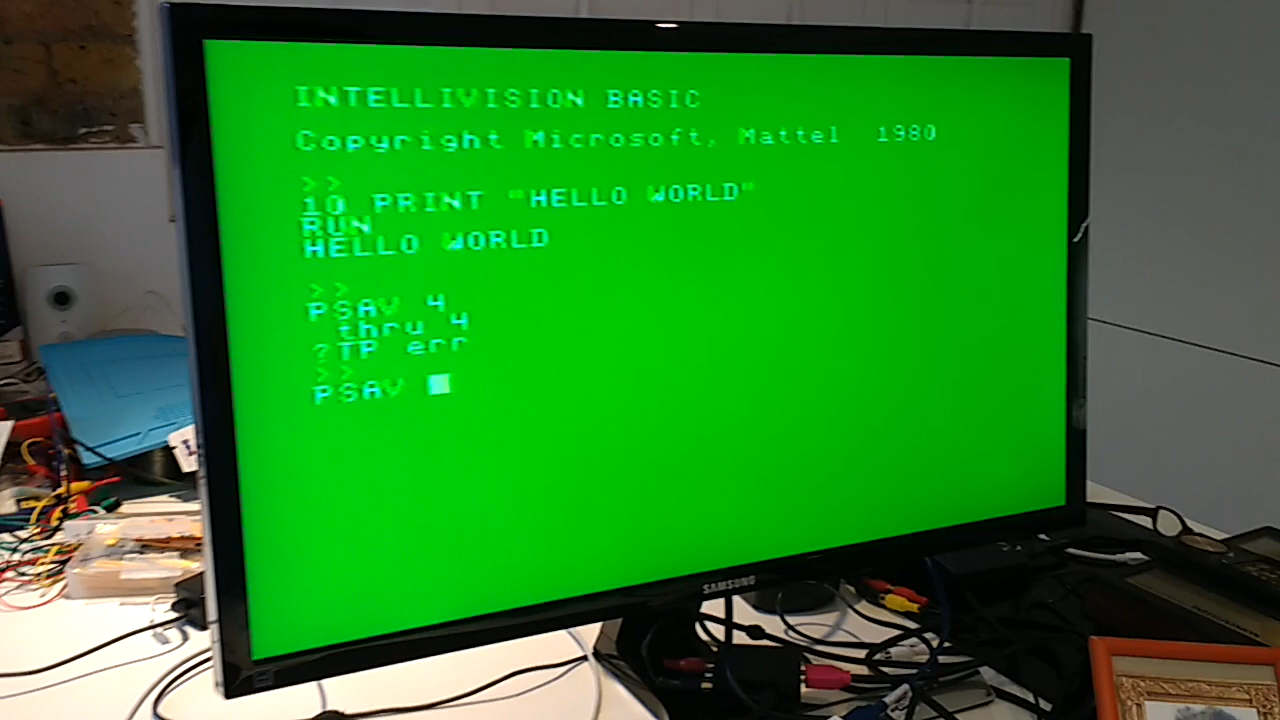 INTELLIVISION BASIC
Copyright Microsoft, Mattel 1980
>>
10 PRINT "HELLO WORLD"
RUN
HELLO WORLD
>>
PSAV 4
thru 4
?TP err
>>
PSAV
SAMSUNG